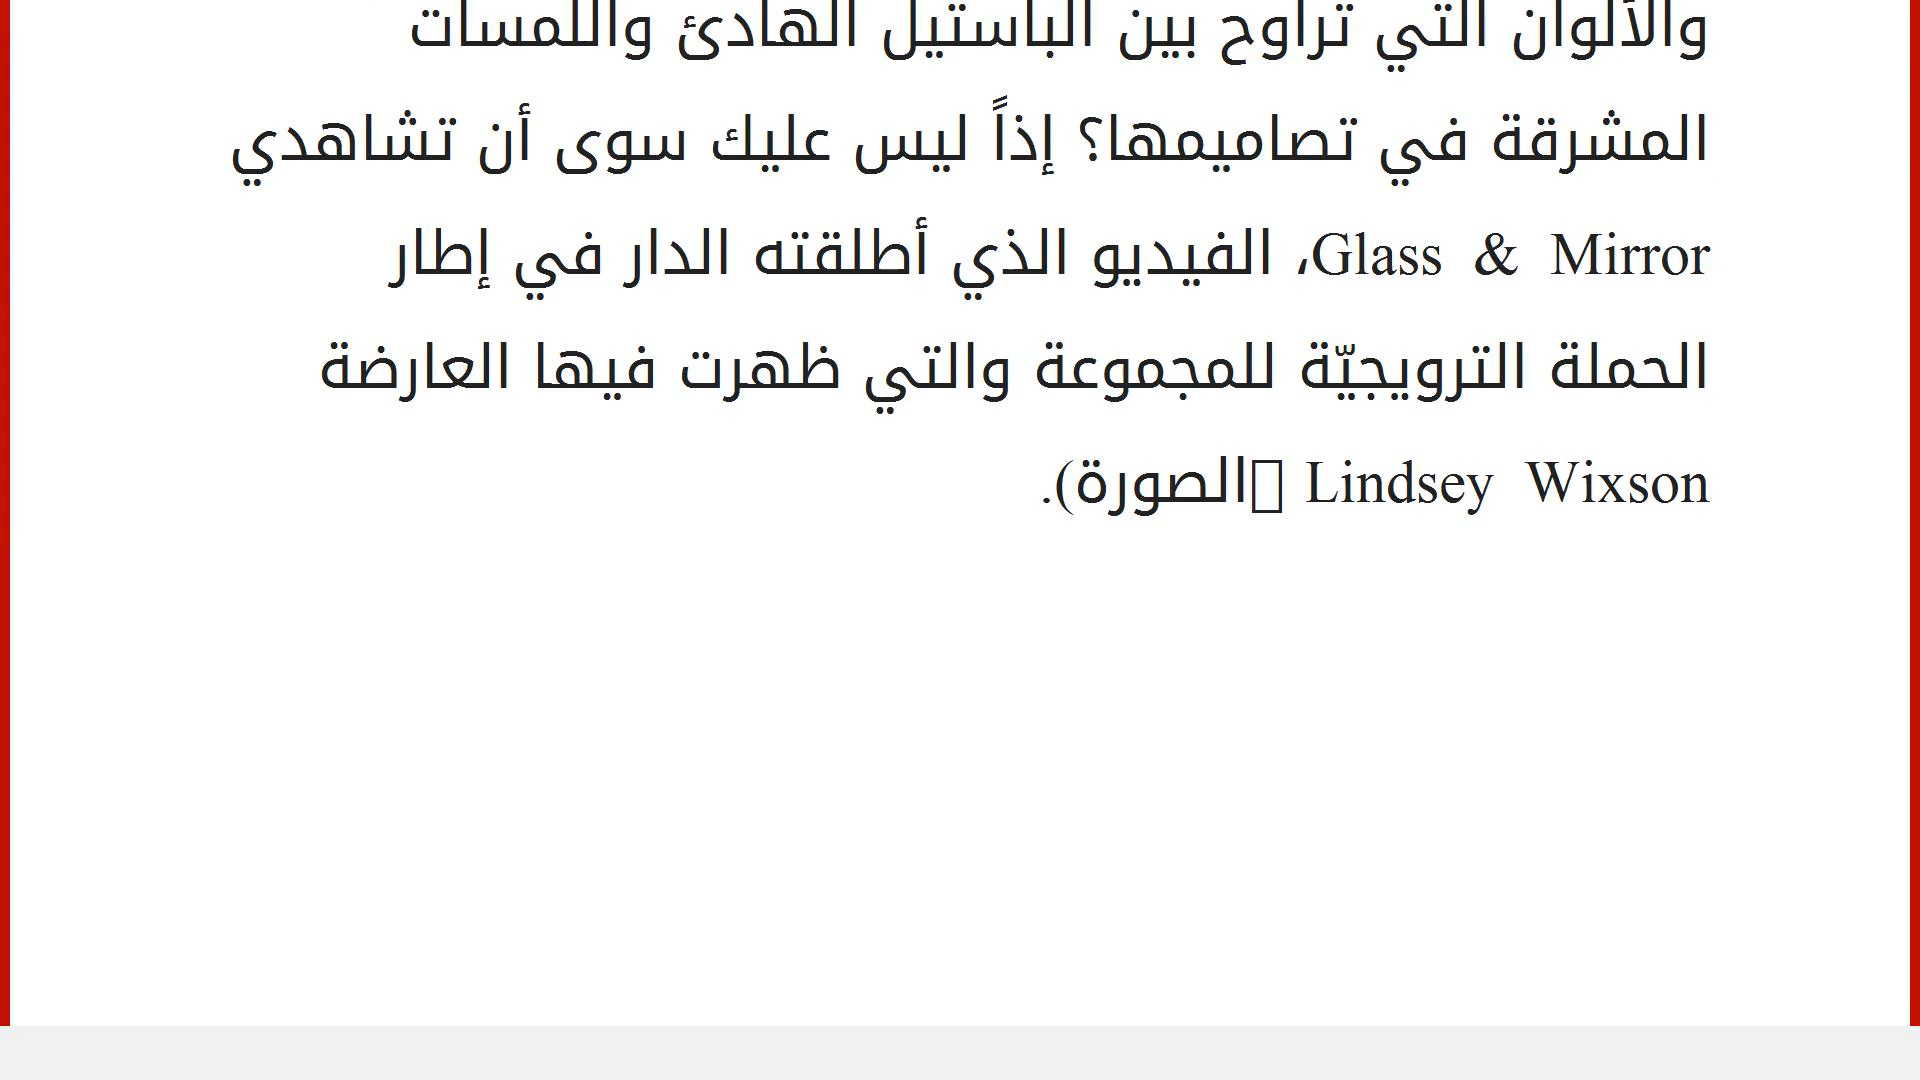 والألوان التي تراوح بين الباستيل الهادئ واللمسات
المشرقة في تصاميمها؟ إذاً ليس عليك سوى أن تشاهدي
Glass & Mirror، الفيديو الذي أطلقته الدار في إطار
الحملة الترويجيّة للمجموعة والتي ظهرت فيها العارضة
Lindsey Wixson الصورة).